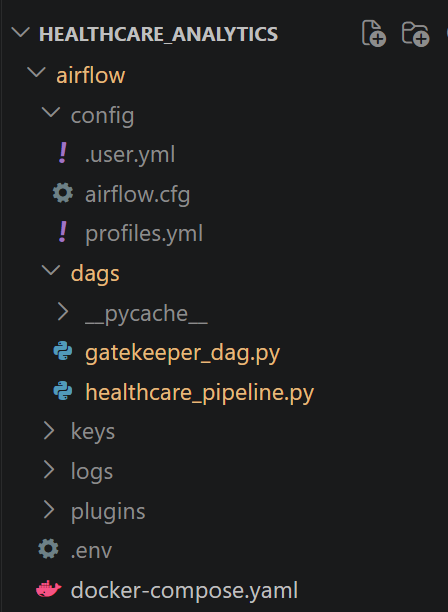 HEALTHCARE_ANALYTICS
airflow
config
.user.yml
airflow.cfg
profiles.yml
dags
__pycache__
gatekeeper_dag.py
healthcare_pipeline.py
keys
logs
plugins
.env
docker-compose.yaml